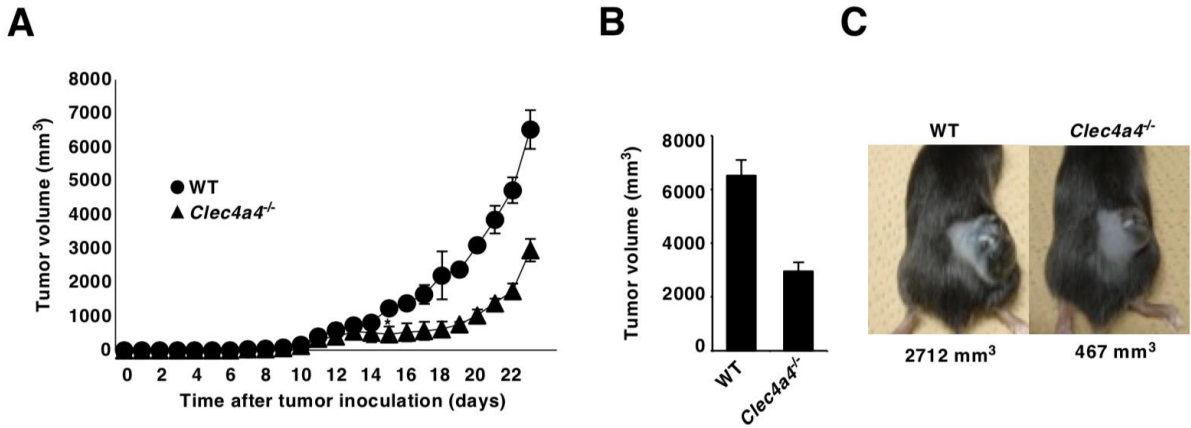 A
8000
7000
6000
5000
4000
3000
2000
1000
0
Tumor volume (mm³)
WT
Clec4a4-/-
*
0 2 4 6 8 10 12 14 16 18 20 22
Time after tumor inoculation (days)
B
8000
6000
4000
2000
0
Tumor volume (mm³)
WT
Clec4a4-/-
C
WT Clec4a4-/-
2712 mm³ 467 mm³